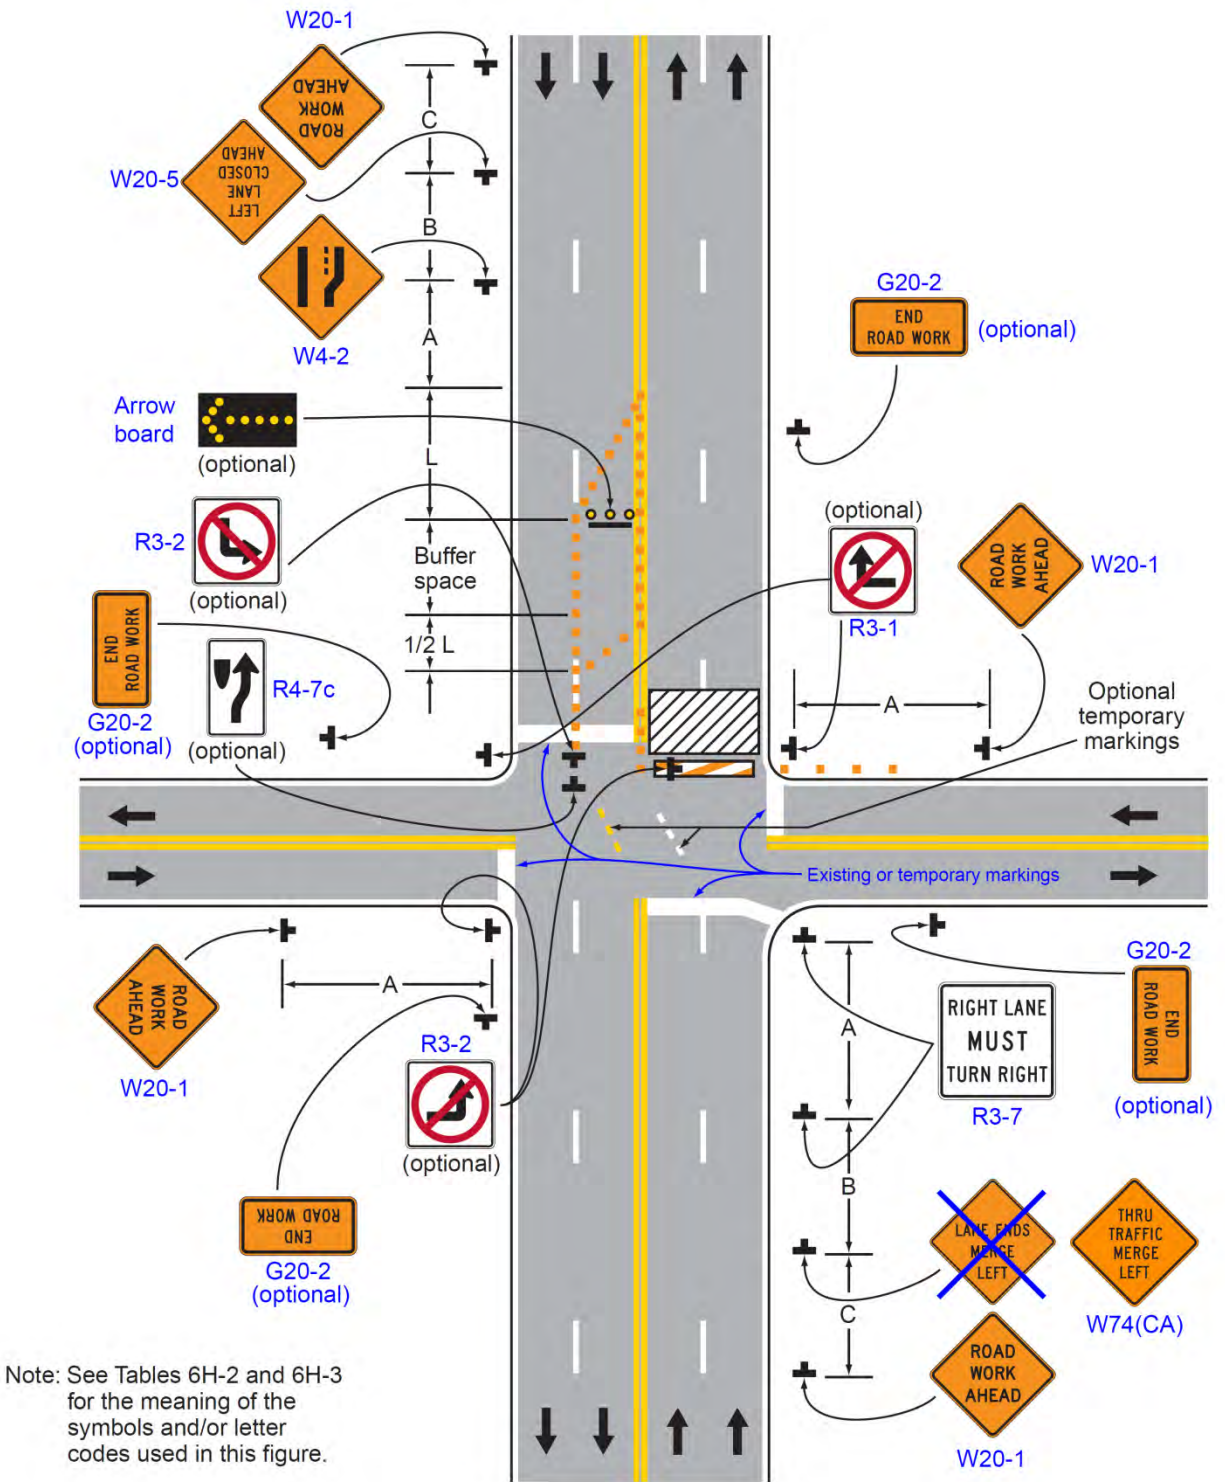 W20-1
ROAD
WORK
AHEAD
C
W20-5
LEFT
LANE
CLOSED
AHEAD
B
W4-2
A
G20-2
END
ROAD WORK
(optional)
Arrow
board
(optional)
L
R3-2
(optional)
Buffer
space
(optional)
R3-1
ROAD
WORK
AHEAD
W20-1
END
ROAD WORK
G20-2
(optional)
R4-7c
(optional)
1/2 L
A
Optional
temporary
markings
Existing or temporary markings
ROAD
WORK
AHEAD
W20-1
A
R3-2
(optional)
END
ROAD WORK
G20-2
(optional)
A
RIGHT LANE
MUST
TURN RIGHT
R3-7
G20-2
END
ROAD WORK
(optional)
B
LANE ENDS
MERGE
LEFT
THRU
TRAFFIC
MERGE
LEFT
W74(CA)
C
ROAD
WORK
AHEAD
W20-1
Note: See Tables 6H-2 and 6H-3
for the meaning of the
symbols and/or letter
codes used in this figure.